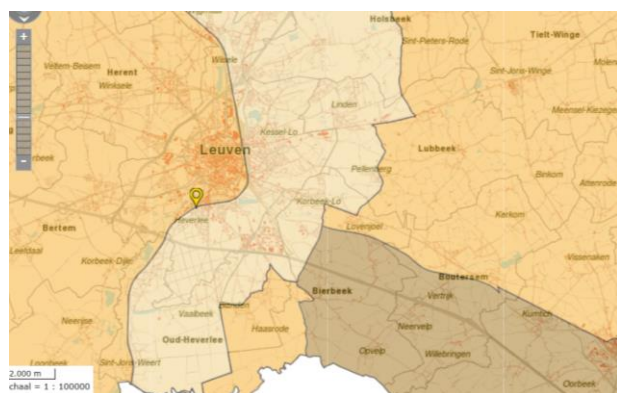 Holsbeek
Sint-Pieters-Rode
Tielt-Winge
Wilsele
Veltem-Beisem
Herent
Winksele
Sint-Joris-Winge
Linden
Meensel-Kiezege
Kessel-Lo
Leuven
Lubbeek
Pellenberg
Binkom
Attenrode
Korbeek-Lo
Kerkom
Heverlee
Bertem
Lovenjoel
Leefdaal
Korbeek-Dijle
Vissenaken
Boutersem
Bierbeek
Vertrijk
Vaalbeek
Kumtich
Neerijse
Haasrode
Neervelp
Oud-Heverlee
Opvelp
Willebringen
Sint-Joris-Weert
Oorbeek
2.000 m
chaal = 1 : 100000